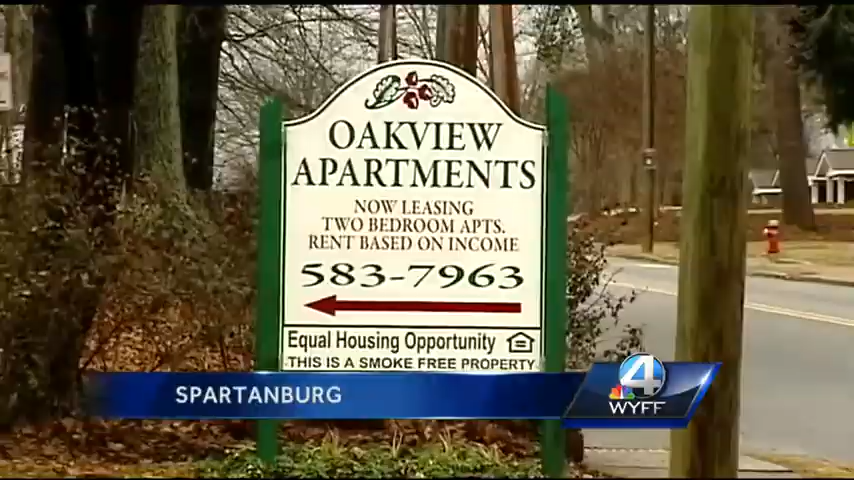 OAKVIEW
APARTMENTS
NOW LEASING
TWO BEDROOM APTS.
RENT BASED ON INCOME
583-7963
Equal Housing Opportunity
THIS IS A SMOKE FREE PROPERTY
SPARTANBURG
4
WYFF